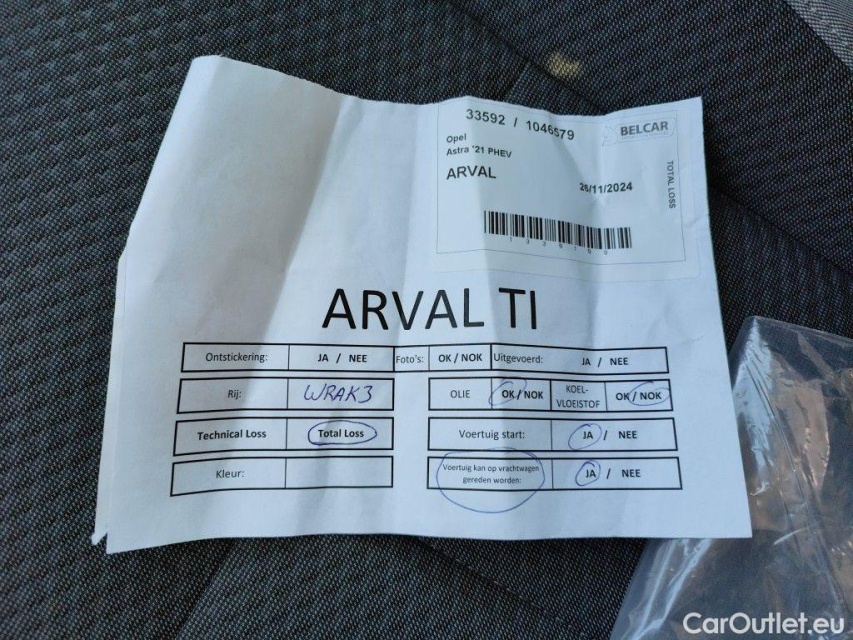 33592 / 1046579
BELCAR
Opel
Astra '21 PHEV
ARVAL
26/11/2024
TOTAL LOSS
ARVAL TI
Ontstickering: JA / NEE Foto's: OK / NOK Uitgevoerd: JA / NEE
Rij: WRAK3 OLIE OK / NOK KOEL-VLOEISTOF OK / NOK
Technical Loss Total Loss Voertuig start: JA / NEE
Kleur: Voertuig kan op vrachtwagen
gereden worden: JA / NEE
CarOutlet.eu